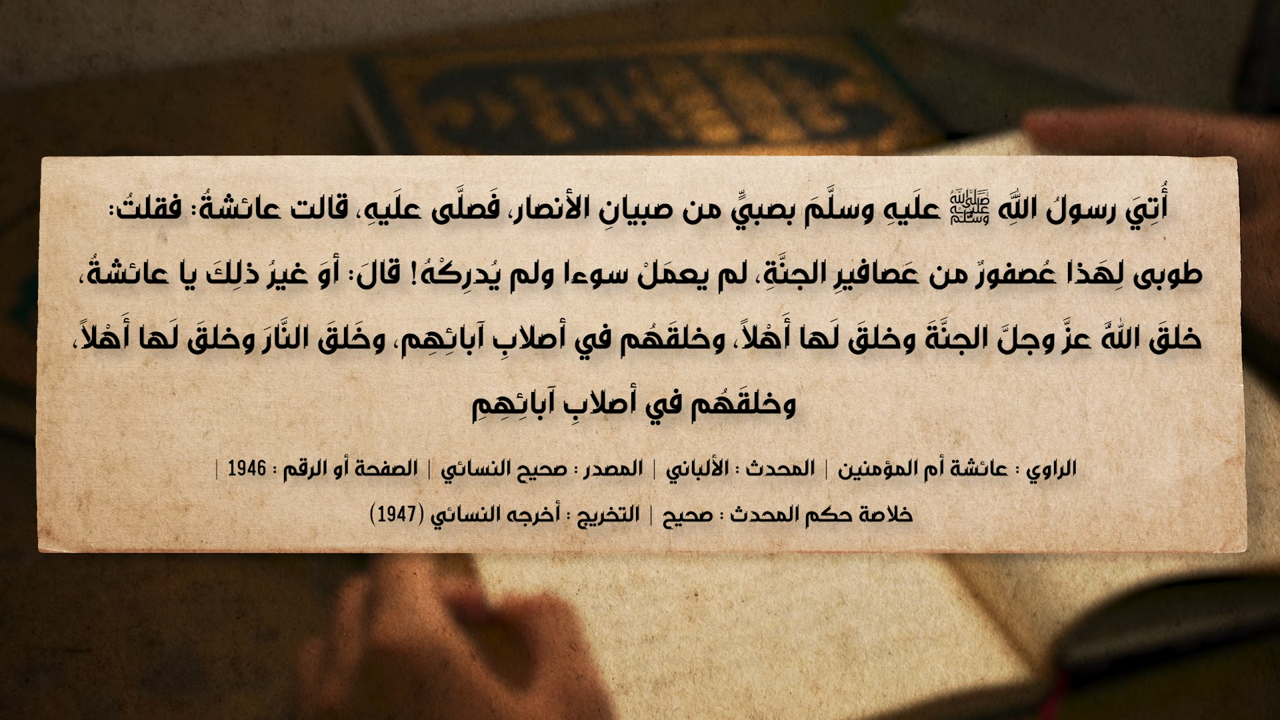 أُتِيَ رسولُ اللَّه ﷺ علَيهِ وسلَّمَ بصبيٍّ من صبيانِ الأنصار، فَصلَّى علَيهِ، قالت عائشةُ: فقلتُ:
طوبى لِهَذا عُصفورٌ من عَصافيرِ الجنَّةِ، لم يعمَلْ سوءا ولم يُدرِكْهُ! قالَ: أوَ غيرُ ذلِكَ يا عائشةُ،
خلقَ اللهُ عزَّ وجلَّ الجنَّةَ وخلقَ لَها أَهْلاً، وخلقَهُم في أصلابِ آبائِهِم، وخَلقَ النَّارَ وخلقَ لَها أَهْلاً،
وخلقَهُم في أصلابِ آبائِهِمِ
الراوي : عائشة أم المؤمنين | المحدث : الألباني | المصدر : صحيح النسائي | الصفحة أو الرقم : 1946 |
خلاصة حكم المحدث : صحيح | التخريج : أخرجه النسائي (1947)